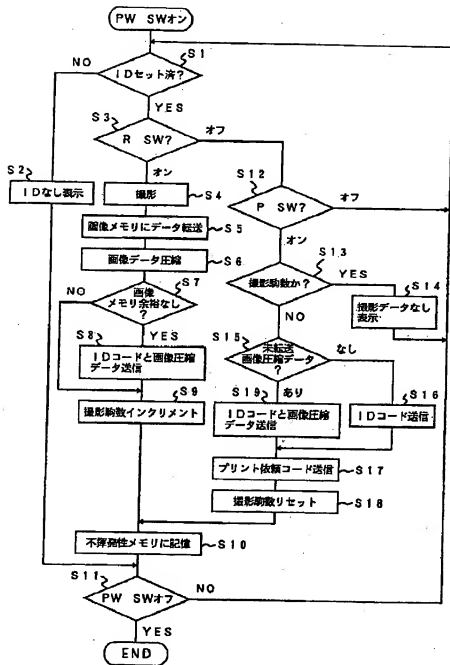 PW SWオン
S1
IDセット済?
NO
YES
S3
R SW?
オフ
オン
S2
IDなし表示
撮影
S4
S12
P SW?
オフ
オン
画像メモリにデータ転送
S5
画像データ圧縮
S6
S13
撮影駒数か?
YES
NO
S14
撮影データなし
表示
S7
画像
メモリ余裕なし
?
NO
YES
S8
IDコードと画像圧縮
データ送信
S15
未転送
画像圧縮データ
?
なし
あり
S9
撮影駒数インクリメント
S19
IDコードと画像圧縮
データ送信
S16
IDコード送信
プリント依頼コード送信
S17
撮影駒数リセット
S18
不揮発性メモリに記憶
S10
S11
PW SWオフ
NO
YES
END